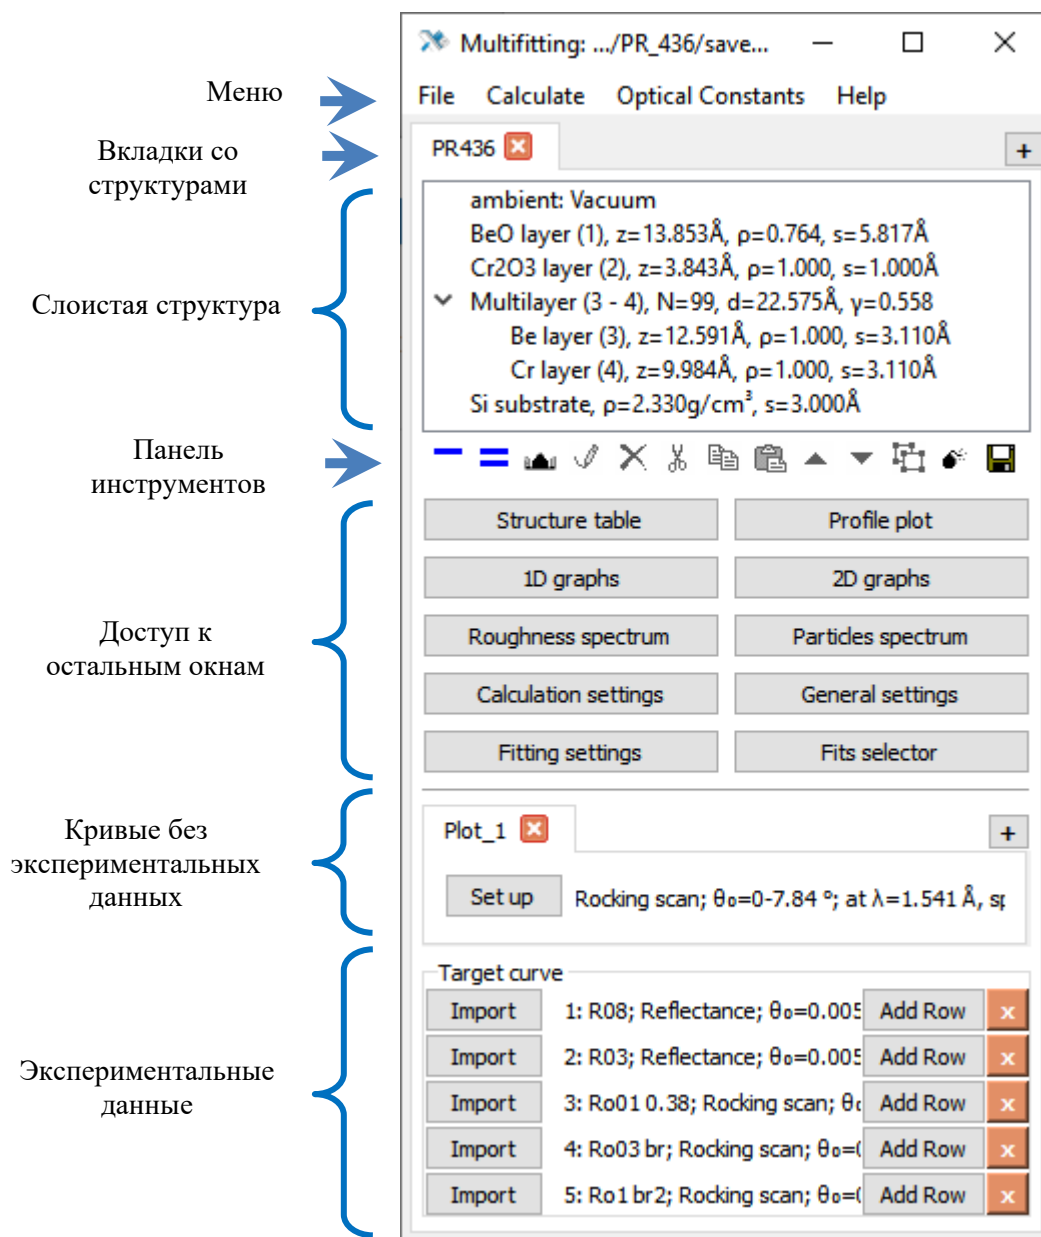 Multifitting: .../PR_436/save...
Меню
File Calculate Optical Constants Help
Вкладки со
структурами
PR436
+
Слоистая структура
ambient: Vacuum
BeO layer (1), z=13.853Å, ρ=0.764, s=5.817Å
Cr2O3 layer (2), z=3.843Å, ρ=1.000, s=1.000Å
Multilayer (3 - 4), N=99, d=22.575Å, γ=0.558
Be layer (3), z=12.591Å, ρ=1.000, s=3.110Å
Cr layer (4), z=9.984Å, ρ=1.000, s=3.110Å
Si substrate, ρ=2.330g/cm³, s=3.000Å
Панель
инструментов
Доступ к
остальным окнам
Structure table Profile plot
1D graphs 2D graphs
Roughness spectrum Particles spectrum
Calculation settings General settings
Fitting settings Fits selector
Кривые без
экспериментальных
данных
Plot_1
+
Set up Rocking scan; θ₀=0-7.84 °; at λ=1.541 Å,
Экспериментальные
данные
Target curve
Import 1: R08; Reflectance; θ₀=0.005 Add Row x
Import 2: R03; Reflectance; θ₀=0.005 Add Row x
Import 3: Ro01 0.38; Rocking scan; Add Row x
Import 4: Ro03 br; Rocking scan; Add Row x
Import 5: Ro1 br2; Rocking scan; Add Row x